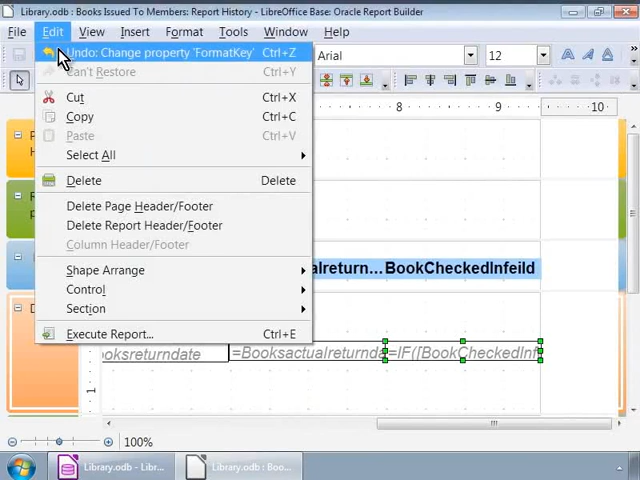 Library.odb : Books Issued To Members: Report History - LibreOffice Base: Oracle Report Builder
File Edit View Insert Format Tools Window Help
Undo: Change property 'FormatKey' Ctrl+Z
Can't Restore Ctrl+Y
Cut Ctrl+X
Copy Ctrl+C
Paste Ctrl+V
Select All
Delete Delete
Delete Page Header/Footer
Delete Report Header/Footer
Column Header/Footer
Shape Arrange
Control
Section
Execute Report... Ctrl+E
Arial 12
8 9 10
alreturn... BookCheckedInfeild
ooksreturndate =Booksactualreturnda =IF([BookCheckedInf
1
100%
Library.odb - Libr... Library.odb : Boo...